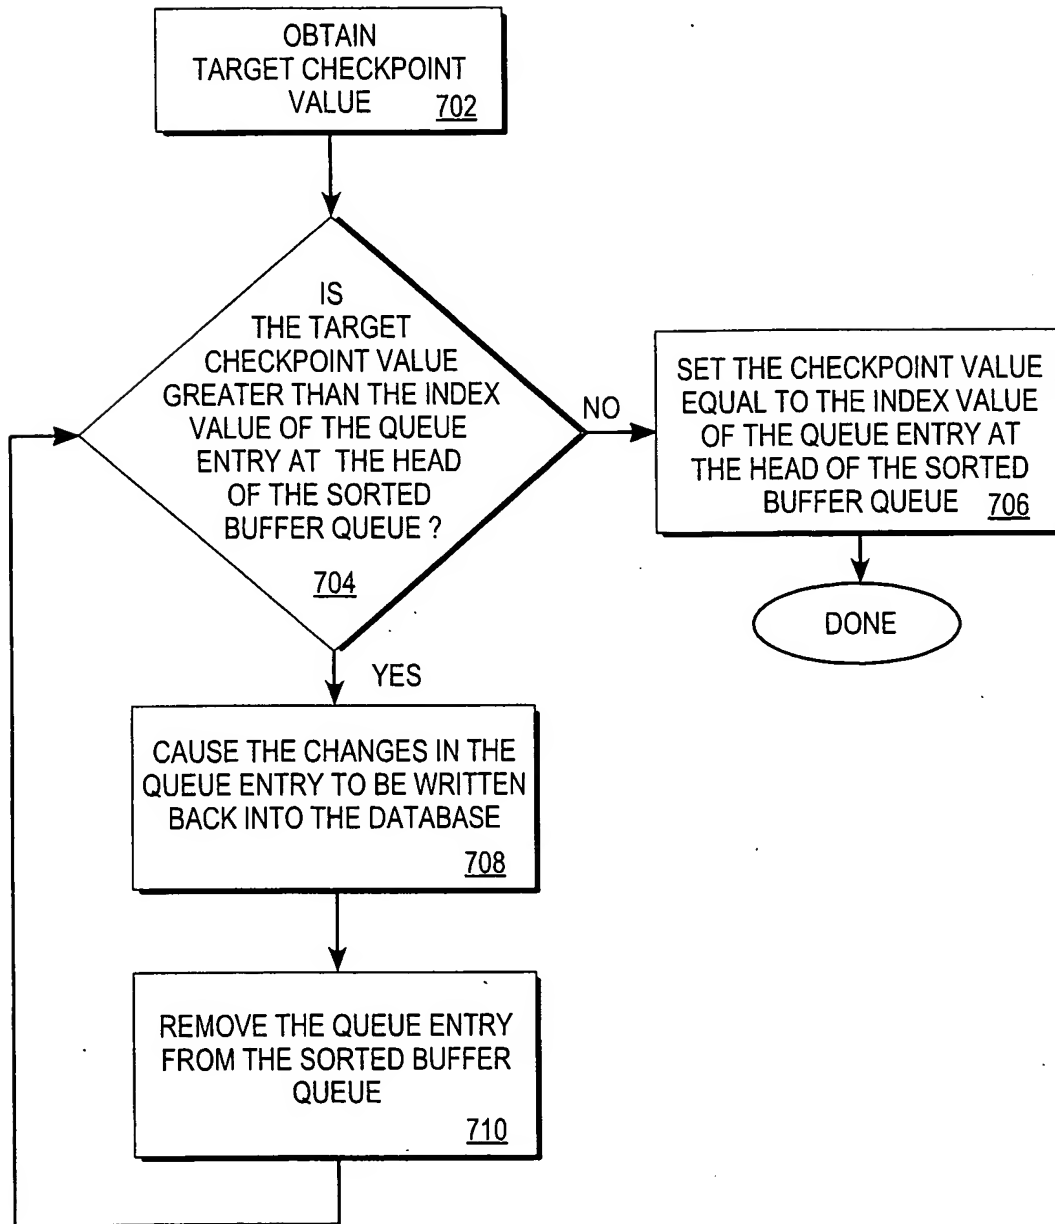 OBTAIN
TARGET CHECKPOINT
VALUE 702
IS
THE TARGET
CHECKPOINT VALUE
GREATER THAN THE INDEX
VALUE OF THE QUEUE
ENTRY AT THE HEAD
OF THE SORTED
BUFFER QUEUE ?
704
NO
SET THE CHECKPOINT VALUE
EQUAL TO THE INDEX VALUE
OF THE QUEUE ENTRY AT
THE HEAD OF THE SORTED
BUFFER QUEUE 706
DONE
YES
CAUSE THE CHANGES IN THE
QUEUE ENTRY TO BE WRITTEN
BACK INTO THE DATABASE
708
REMOVE THE QUEUE ENTRY
FROM THE SORTED BUFFER
QUEUE
710